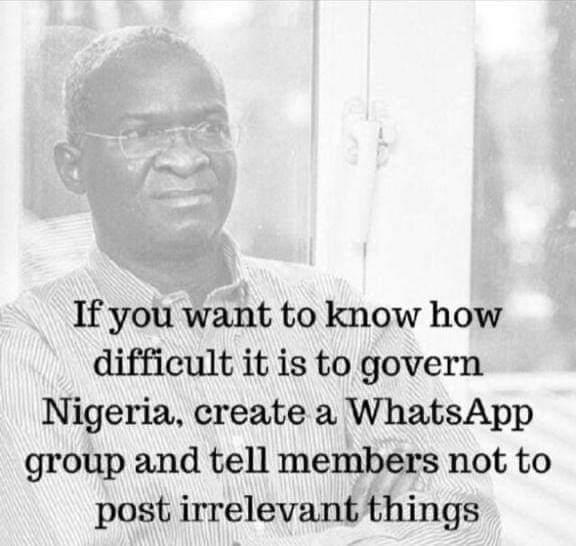 If you want to know how
difficult it is to govern
Nigeria, create a WhatsApp
group and tell members not to
post irrelevant things